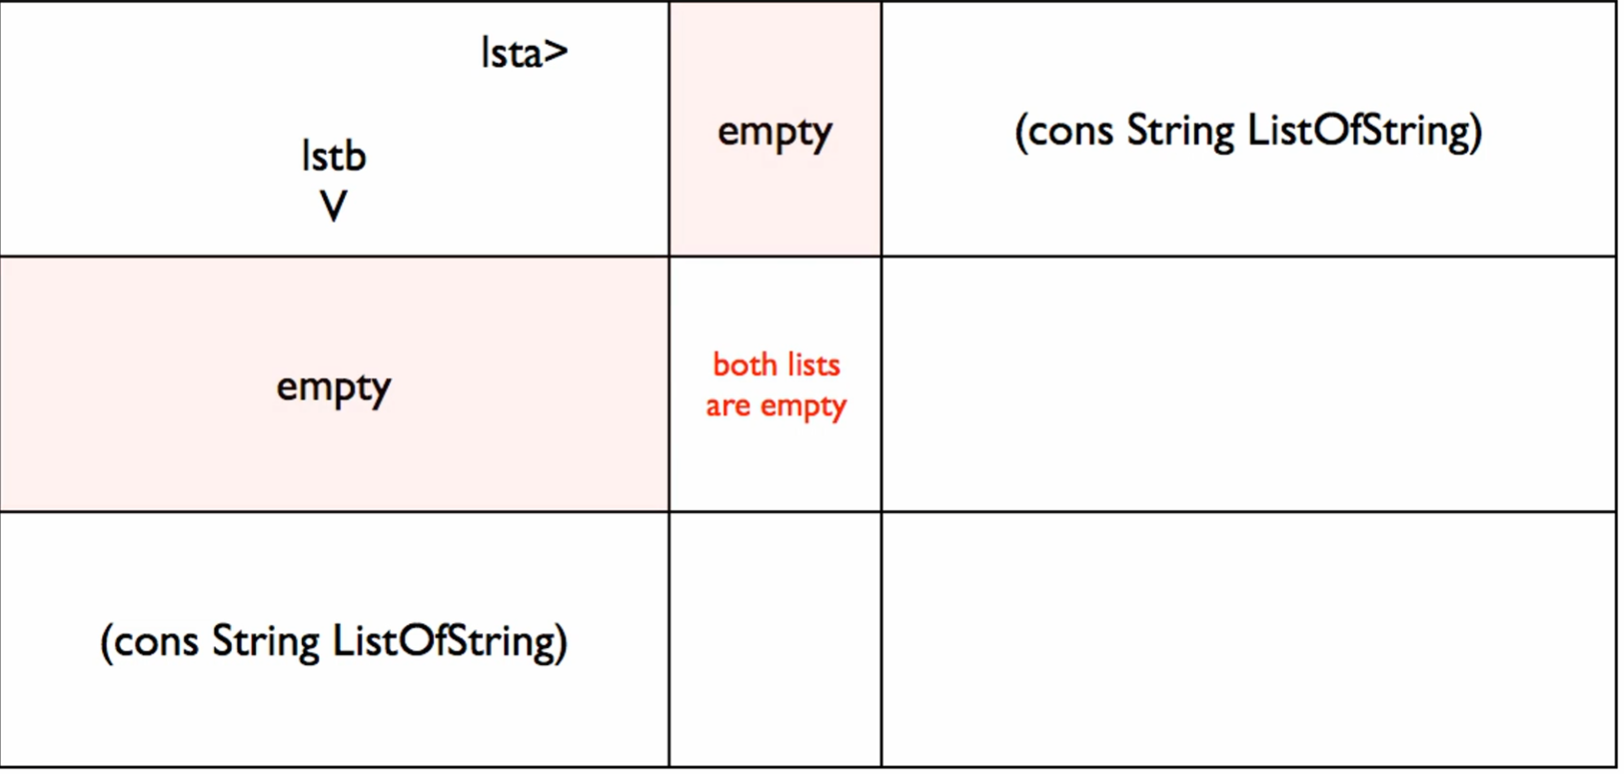 lsta>
lstb
V
empty
(cons String ListOfString)
empty
both lists
are empty
(cons String ListOfString)